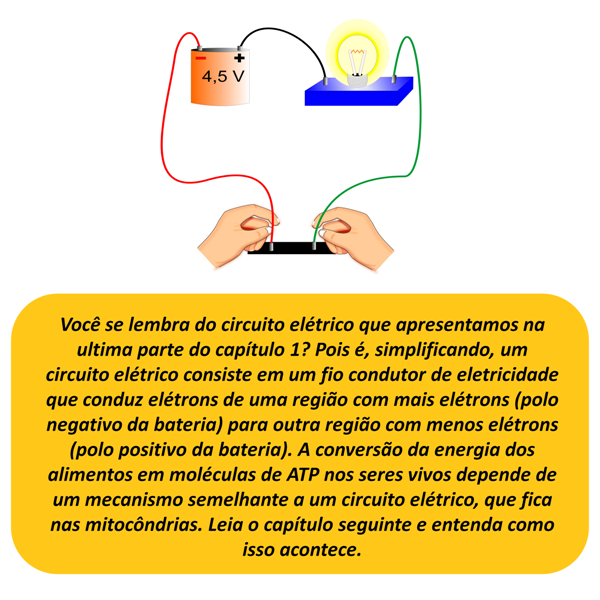 − +
4,5 V
Você se lembra do circuito elétrico que apresentamos na
ultima parte do capítulo 1? Pois é, simplificando, um
circuito elétrico consiste em um fio condutor de eletricidade
que conduz elétrons de uma região com mais elétrons (polo
negativo da bateria) para outra região com menos elétrons
(polo positivo da bateria). A conversão da energia dos
alimentos em moléculas de ATP nos seres vivos depende de
um mecanismo semelhante a um circuito elétrico, que fica
nas mitocôndrias. Leia o capítulo seguinte e entenda como
isso acontece.